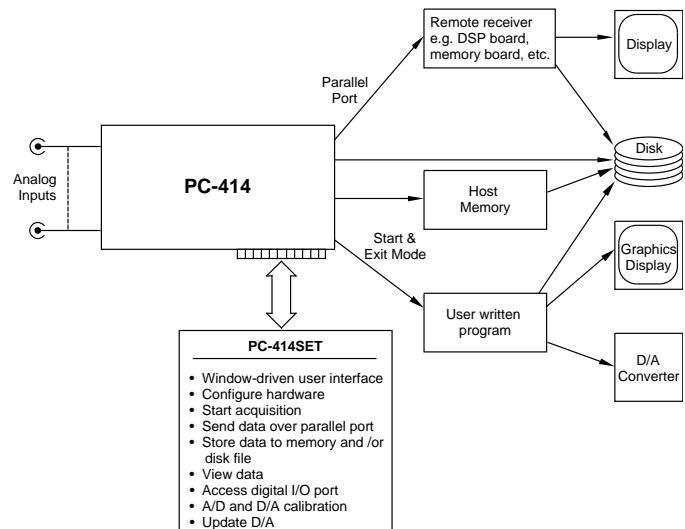 Remote receiver
e.g. DSP board,
memory board, etc.
Display
Parallel
Port
Disk
PC-414
Analog
Inputs
Host
Memory
Start &
Exit Mode
Graphics
Display
User written
program
D/A
Converter
PC-414SET
• Window-driven user interface
• Configure hardware
• Start acquisition
• Send data over parallel port
• Store data to memory and /or
disk file
• View data
• Access digital I/O port
• A/D and D/A calibration
• Update D/A